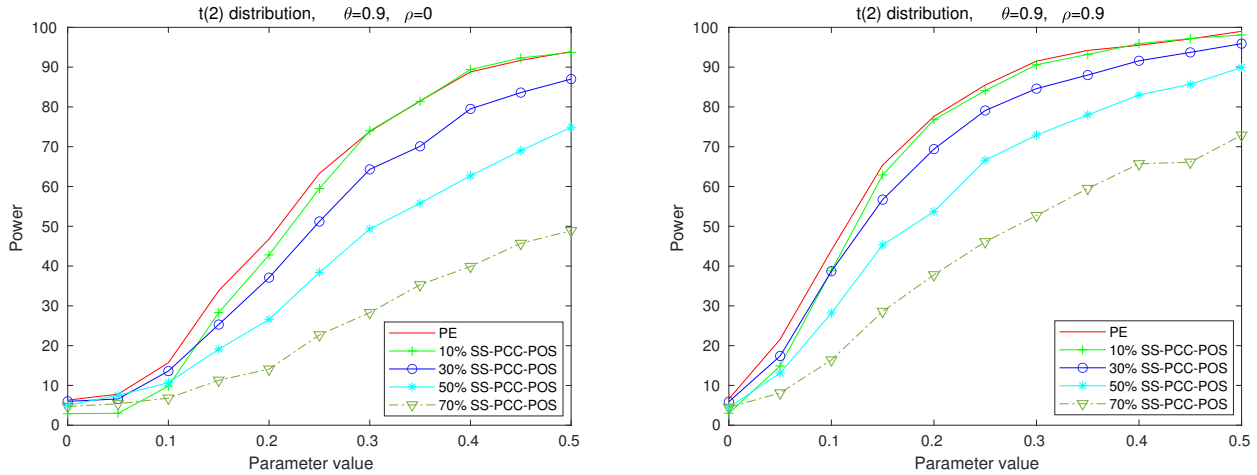 t(2) distribution, θ=0.9, ρ=0
100
90
80
70
60
50
40
30
20
10
0
Power
0 0.1 0.2 0.3 0.4 0.5
Parameter value
PE
10% SS-PCC-POS
30% SS-PCC-POS
50% SS-PCC-POS
70% SS-PCC-POS
t(2) distribution, θ=0.9, ρ=0.9
100
90
80
70
60
50
40
30
20
10
0
Power
0 0.1 0.2 0.3 0.4 0.5
Parameter value
PE
10% SS-PCC-POS
30% SS-PCC-POS
50% SS-PCC-POS
70% SS-PCC-POS